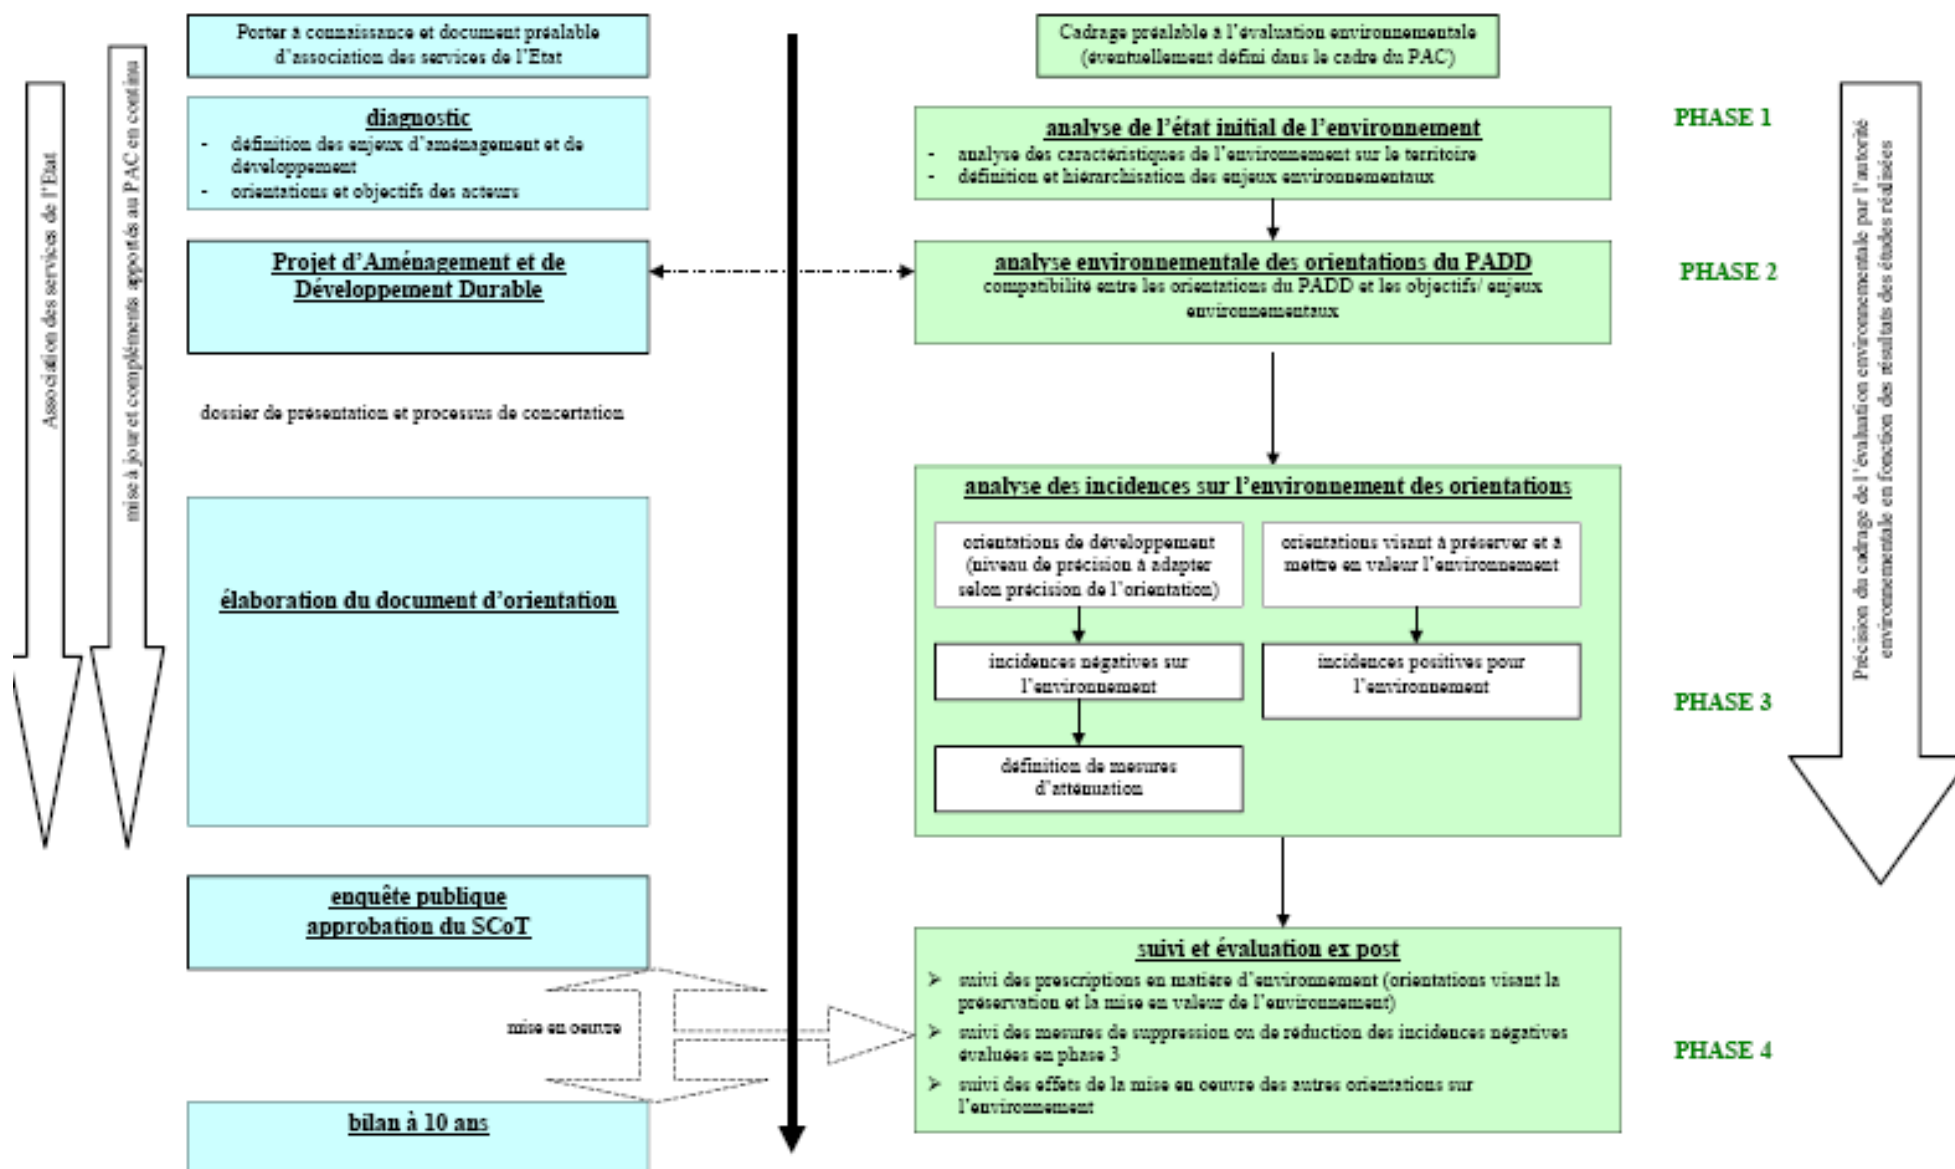 Porter à connaissance et document préalable
d'association des services de l'Etat
Cadrage préalable à l'évaluation environnementale
(éventuellement défini dans le cadre du PAC)
Association des services de l'Etat
mise à jour et compléments apportés au PAC en continu
diagnostic
- définition des enjeux d'aménagement et de
développement
- orientations et objectifs des acteurs
analyse de l'état initial de l'environnement
- analyse des caractéristiques de l'environnement sur le territoire
- définition et hiérarchisation des enjeux environnementaux
PHASE 1
Précision du cadrage de l'évaluation environnementale par l'autorité
environnementale en fonction des résultats des études réalisées
Projet d'Aménagement et de
Développement Durable
analyse environnementale des orientations du PADD
compatibilité entre les orientations du PADD et les objectifs/ enjeux
environnementaux
PHASE 2
dossier de présentation et processus de concertation
élaboration du document d'orientation
analyse des incidences sur l'environnement des orientations
orientations de développement
(niveau de précision à adapter
selon précision de l'orientation)
orientations visant à préserver et à
mettre en valeur l'environnement
incidences négatives sur
l'environnement
incidences positives pour
l'environnement
définition de mesures
d'atténuation
PHASE 3
enquête publique
approbation du SCoT
mise en oeuvre
suivi et évaluation ex post
➢ suivi des prescriptions en matière d'environnement (orientations visant la
préservation et la mise en valeur de l'environnement)
➢ suivi des mesures de suppression ou de réduction des incidences négatives
évaluées en phase 3
➢ suivi des effets de la mise en oeuvre des autres orientations sur
l'environnement
PHASE 4
bilan à 10 ans